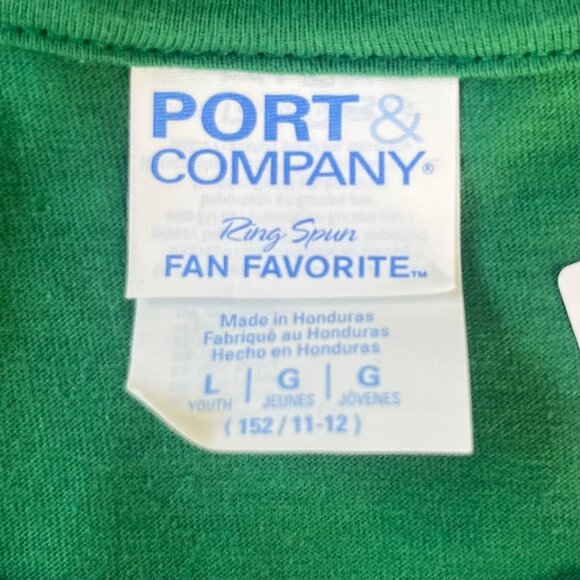 PORT &
COMPANY®
Ring Spun
FAN FAVORITE™
Made in Honduras
Fabriqué au Honduras
Hecho en Honduras
L | G | G
YOUTH JEUNES JÓVENES
(152/11-12)